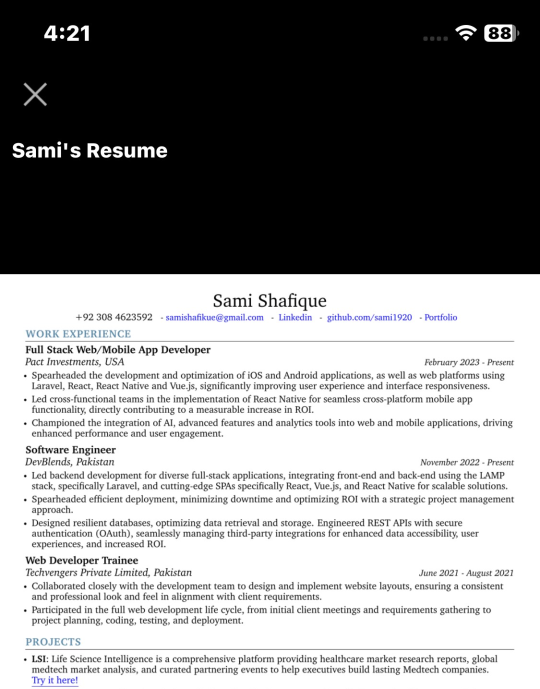 4:21
88
Sami's Resume
Sami Shafique
+92 308 4623592 - samishafikue@gmail.com - Linkedin - github.com/sami1920 - Portfolio
WORK EXPERIENCE
Full Stack Web/Mobile App Developer
Pact Investments, USA February 2023 - Present
• Spearheaded the development and optimization of iOS and Android applications, as well as web platforms using
Laravel, React, React Native and Vue.js, significantly improving user experience and interface responsiveness.
• Led cross-functional teams in the implementation of React Native for seamless cross-platform mobile app
functionality, directly contributing to a measurable increase in ROI.
• Championed the integration of AI, advanced features and analytics tools into web and mobile applications, driving
enhanced performance and user engagement.
Software Engineer
DevBlends, Pakistan November 2022 - Present
• Led backend development for diverse full-stack applications, integrating front-end and back-end using the LAMP
stack, specifically Laravel, and cutting-edge SPAs specifically React, Vue.js, and React Native for scalable solutions.
• Spearheaded efficient deployment, minimizing downtime and optimizing ROI with a strategic project management
approach.
• Designed resilient databases, optimizing data retrieval and storage. Engineered REST APIs with secure
authentication (OAuth), seamlessly managing third-party integrations for enhanced data accessibility, user
experiences, and increased ROI.
Web Developer Trainee
Techvengers Private Limited, Pakistan June 2021 - August 2021
• Collaborated closely with the development team to design and implement website layouts, ensuring a consistent
and professional look and feel in alignment with client requirements.
• Participated in the full web development life cycle, from initial client meetings and requirements gathering to
project planning, coding, testing, and deployment.
PROJECTS
• LSI: Life Science Intelligence is a comprehensive platform providing healthcare market research reports, global
medtech market analysis, and curated partnering events to help executives build lasting Medtech companies.
Try it here!